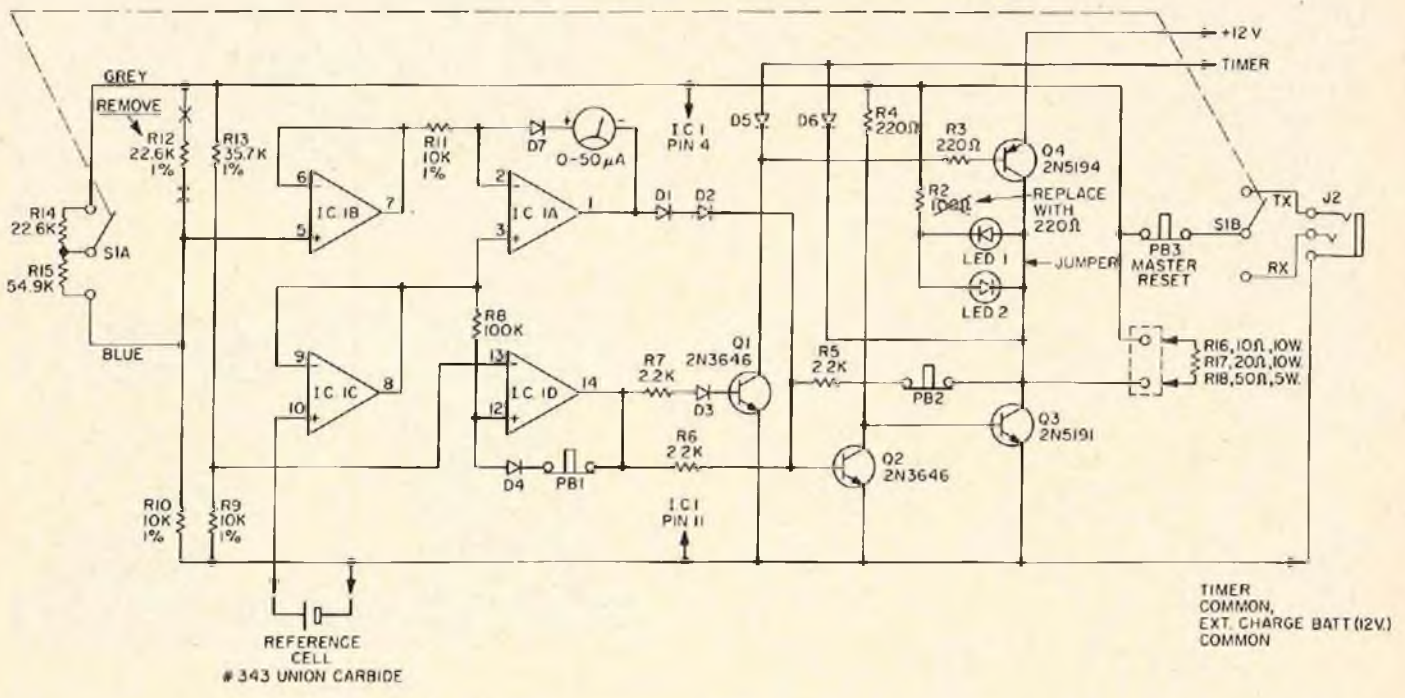 GREY
REMOVE
R12
22.6K
1%
R13
35.7K
1%
R14
22.6K
S1A
R15
54.9K
BLUE
R10
10K
1%
R9
10K
1%
6
5
7
IC 1B
R11
10K
1%
D7
+
-
0-50µA
2
3
1
IC 1A
D1
D2
IC 1
PIN 4
9
10
8
IC 1C
R8
100K
13
12
14
IC 1D
D4
PB1
R7
2.2K
D3
R6
2.2K
Q1
2N3646
IC 1
PIN 11
D5
D6
R4
220Ω
R3
220Ω
Q4
2N5194
R2
100Ω
REPLACE
WITH
220Ω
LED 1
JUMPER
LED 2
R5
2.2K
PB2
Q2
2N3646
Q3
2N5191
+12 V
TIMER
PB3
MASTER
RESET
S1B
TX
RX
J2
R16, 10Ω, 10W.
R17, 20Ω, 10W.
R18, 50Ω, 5W.
REFERENCE
CELL
#343 UNION CARBIDE
TIMER
COMMON,
EXT. CHARGE BATT (12V.)
COMMON